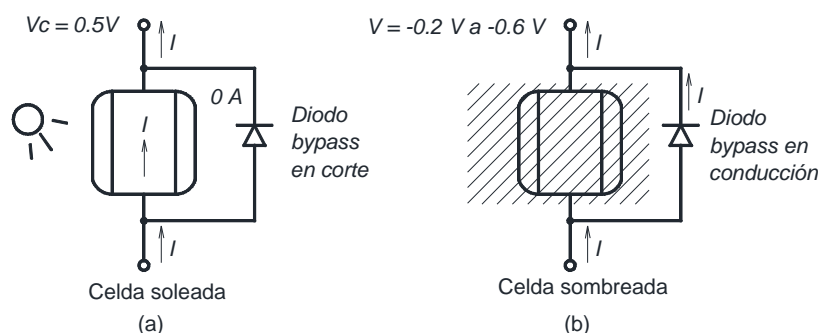 Vc = 0.5V
I
0 A
I
Diodo
bypass
en corte
I
Celda soleada
(a)
V = -0.2 V a -0.6 V
I
I
Diodo
bypass en
conducción
I
Celda sombreada
(b)